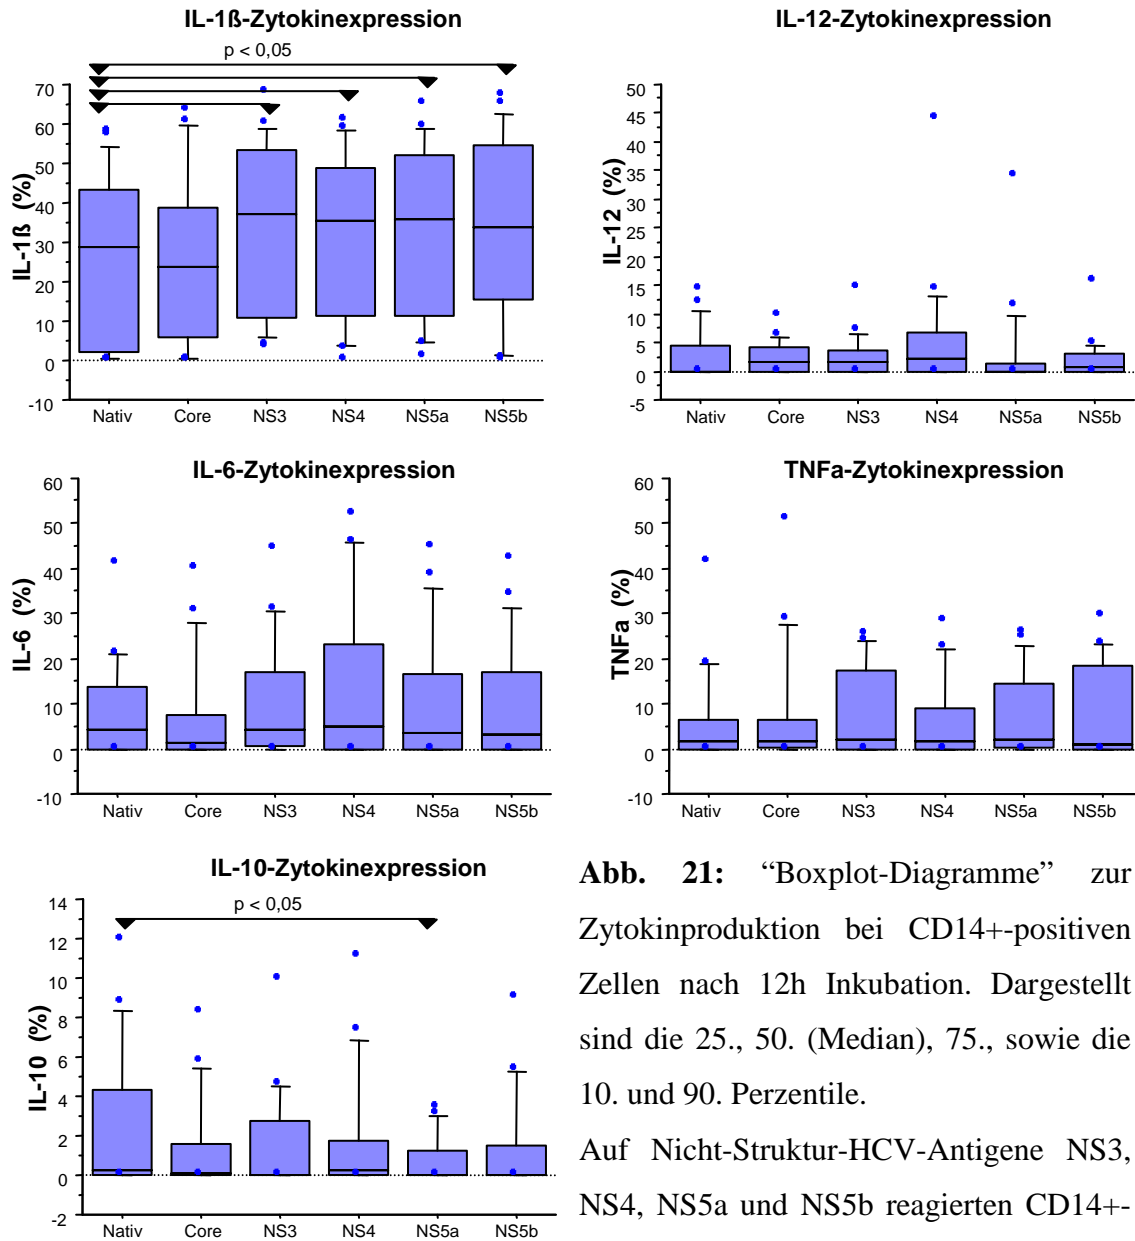 IL-1ß-Zytokinexpression
p < 0,05
IL-1ß (%)
70
60
50
40
30
20
10
0
-10
Nativ Core NS3 NS4 NS5a NS5b
IL-12-Zytokinexpression
IL-12 (%)
50
45
40
35
30
25
20
15
10
5
0
-5
Nativ Core NS3 NS4 NS5a NS5b
IL-6-Zytokinexpression
IL-6 (%)
60
50
40
30
20
10
0
-10
Nativ Core NS3 NS4 NS5a NS5b
TNFa-Zytokinexpression
TNFa (%)
60
50
40
30
20
10
0
-10
Nativ Core NS3 NS4 NS5a NS5b
IL-10-Zytokinexpression
p < 0,05
IL-10 (%)
14
12
10
8
6
4
2
0
-2
Nativ Core NS3 NS4 NS5a NS5b
Abb. 21: “Boxplot-Diagramme” zur
Zytokinproduktion bei CD14+-positiven
Zellen nach 12h Inkubation. Dargestellt
sind die 25., 50. (Median), 75., sowie die
10. und 90. Perzentile.
Auf Nicht-Struktur-HCV-Antigene NS3,
NS4, NS5a und NS5b reagierten CD14+-